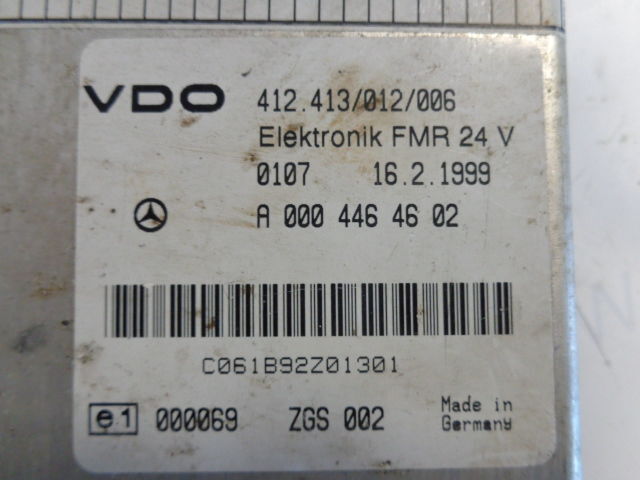 VDO 412.413/012/006
Elektronik FMR 24 V
0107 16.2.1999
A 000 446 46 02
C061B92Z01301
e1 000069 ZGS 002 Made in Germany